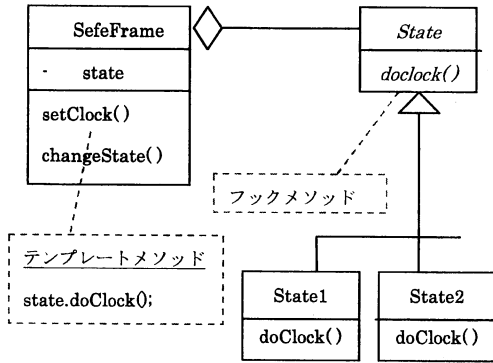 SefeFrame
- state
setClock()
changeState()
State
doclock()
フックメソッド
テンプレートメソッド
state.doClock();
State1
doClock()
State2
doClock()